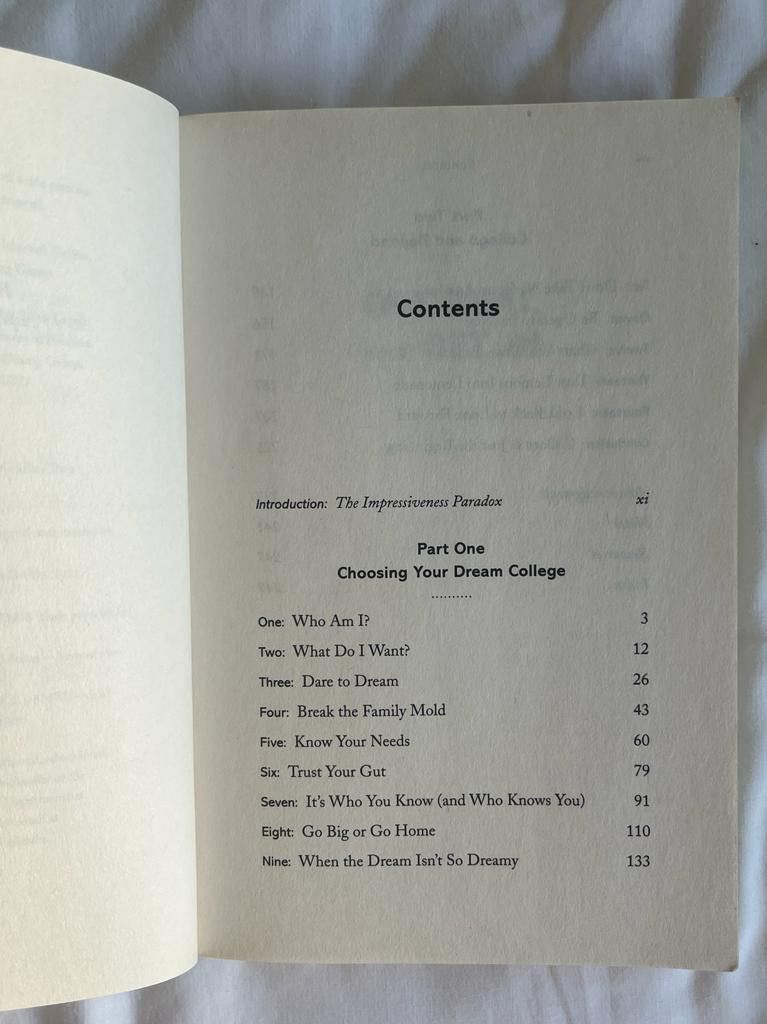 Contents
Introduction: The Impressiveness Paradox xi
Part One
Choosing Your Dream College
..........
One: Who Am I? 3
Two: What Do I Want? 12
Three: Dare to Dream 26
Four: Break the Family Mold 43
Five: Know Your Needs 60
Six: Trust Your Gut 79
Seven: It's Who You Know (and Who Knows You) 91
Eight: Go Big or Go Home 110
Nine: When the Dream Isn't So Dreamy 133